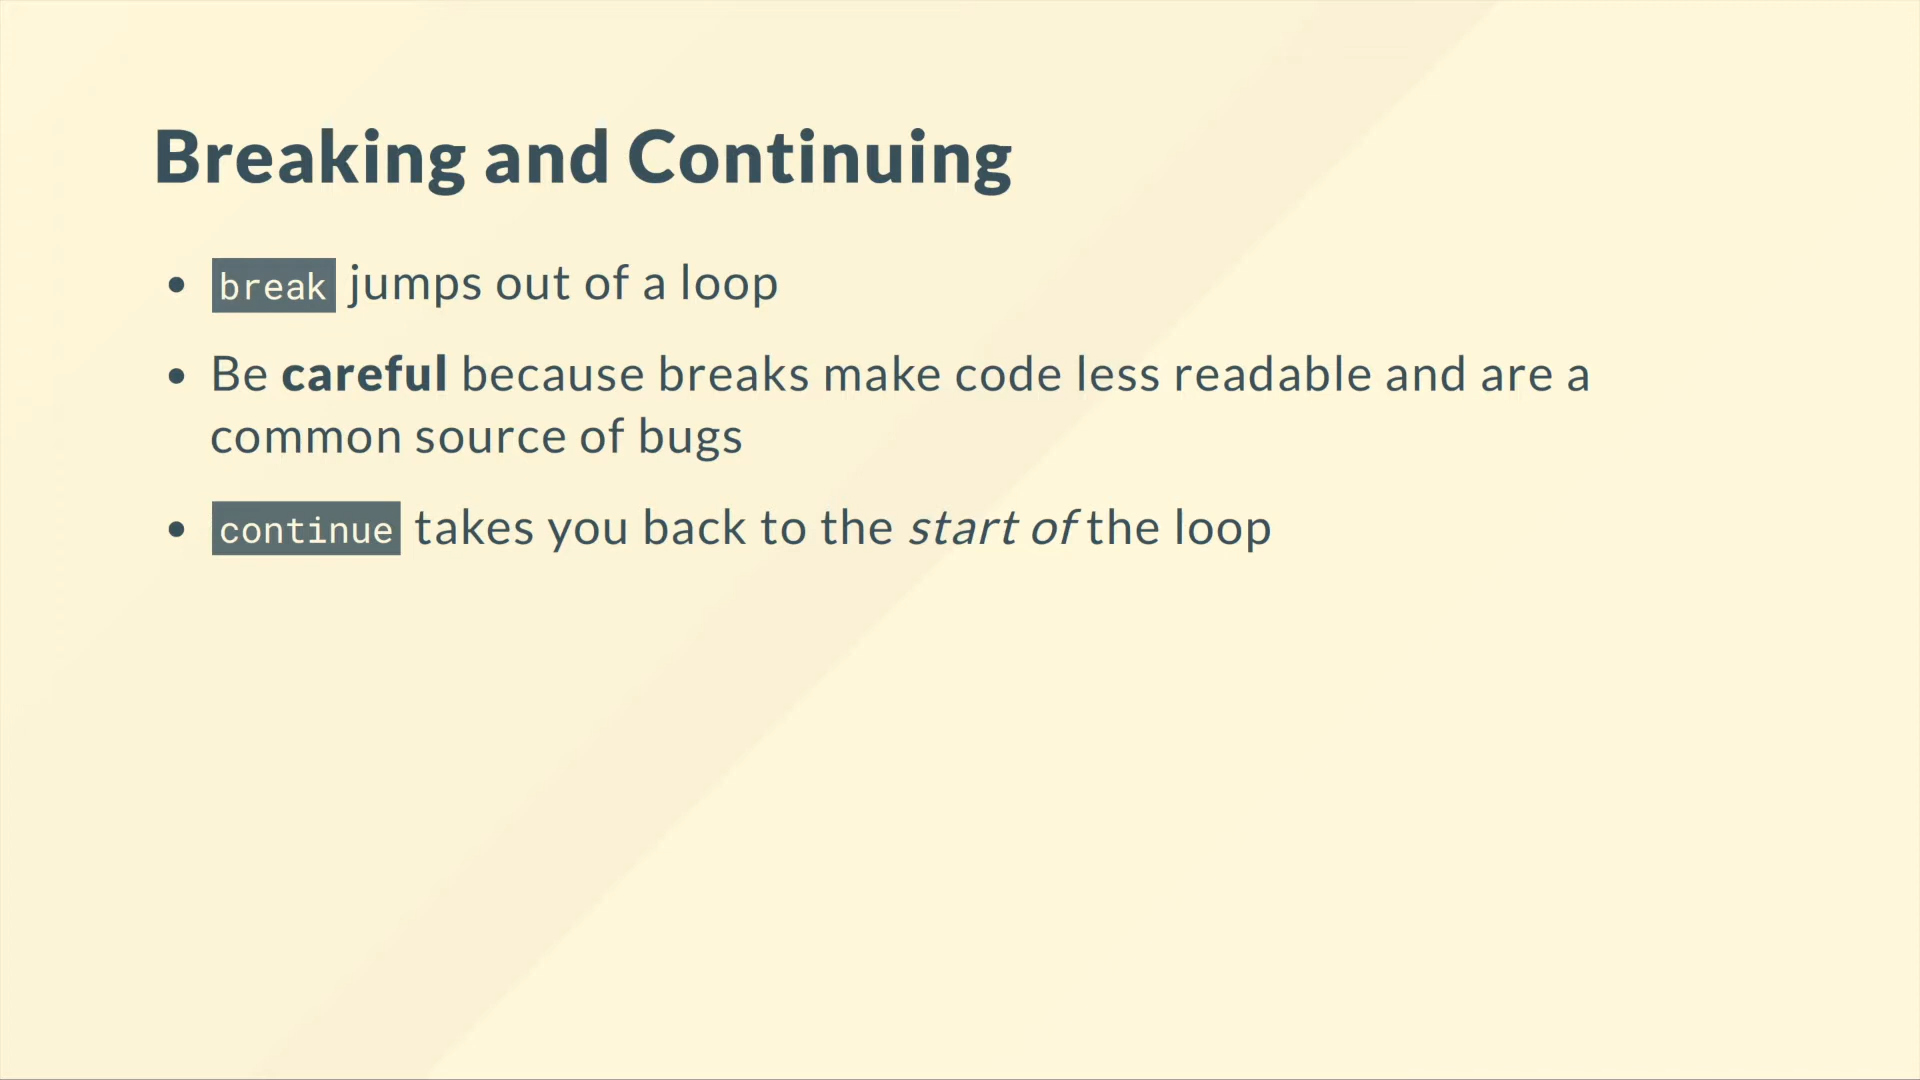 Breaking and Continuing
break jumps out of a loop
Be careful because breaks make code less readable and are a
common source of bugs
continue takes you back to the start of the loop